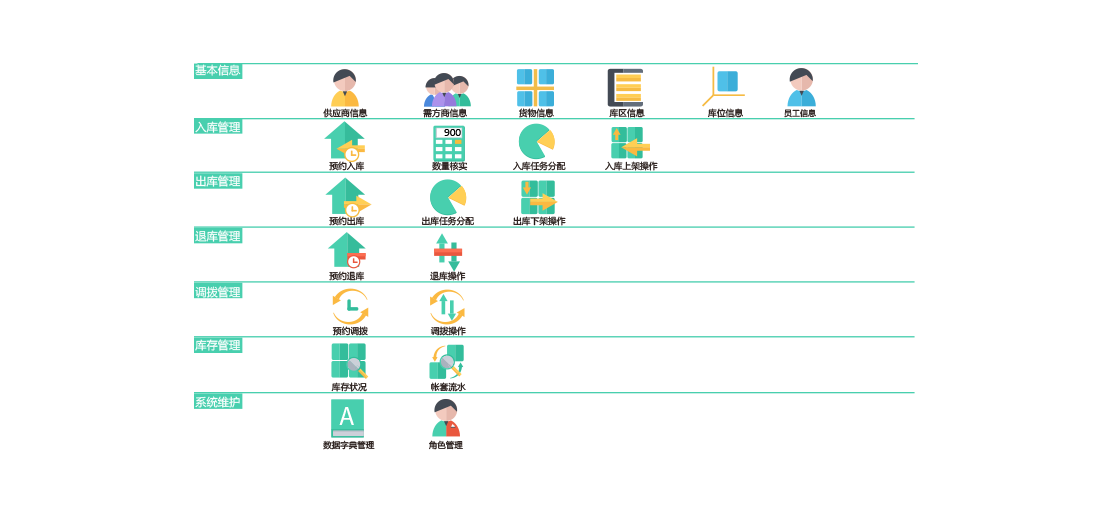 基本信息
供应商信息 需方商信息 货物信息 库区信息 库位信息 员工信息
入库管理
900
预约入库 数量核实 入库任务分配 入库上架操作
出库管理
预约出库 出库任务分配 出库下架操作
退库管理
预约退库 退库操作
调拨管理
预约调拨 调拨操作
库存管理
库存状况 帐套流水
系统维护
A
数据字典管理 角色管理